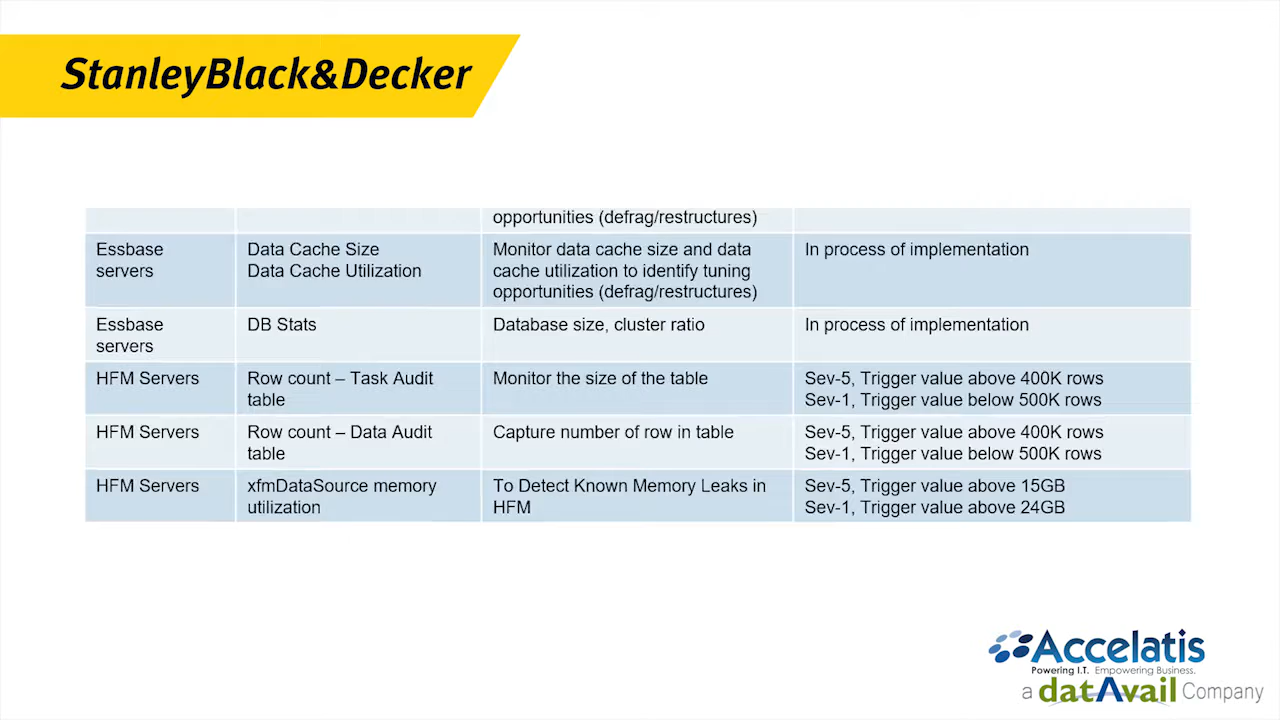 StanleyBlack&Decker
opportunities (defrag/restructures)
Essbase
servers
Data Cache Size
Data Cache Utilization
Monitor data cache size and data
cache utilization to identify tuning
opportunities (defrag/restructures)
In process of implementation
Essbase
servers
DB Stats
Database size, cluster ratio
In process of implementation
HFM Servers
Row count – Task Audit
table
Monitor the size of the table
Sev-5, Trigger value above 400K rows
Sev-1, Trigger value below 500K rows
HFM Servers
Row count – Data Audit
table
Capture number of row in table
Sev-5, Trigger value above 400K rows
Sev-1, Trigger value below 500K rows
HFM Servers
xfmDataSource memory
utilization
To Detect Known Memory Leaks in
HFM
Sev-5, Trigger value above 15GB
Sev-1, Trigger value above 24GB
Accelatis
Powering I.T. Empowering Business.
a datAvail Company